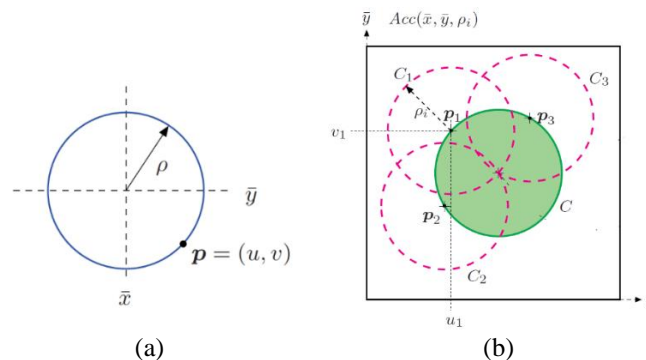 ρ
ȳ
p = (u, v)
x̄
(a)
ȳ Acc(x̄, ȳ, ρᵢ)
C₁
C₃
ρᵢ
p₁
p₃
v₁
p₂
C
C₂
u₁
(b)